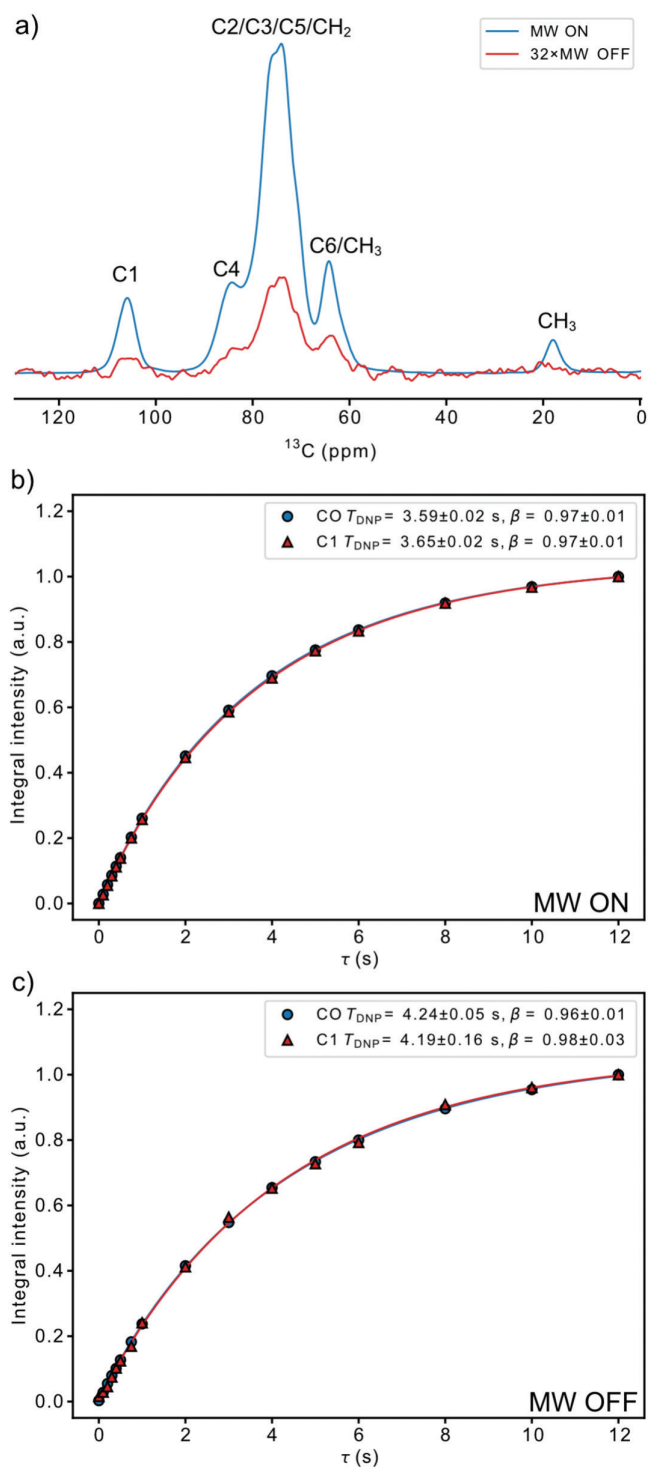 a)
C2/C3/C5/CH₂
MW ON
32×MW OFF
C6/CH₃
C1
C4
CH₃
120 100 80 60 40 20 0
¹³C (ppm)
b)
CO T_DNP = 3.59±0.02 s, β = 0.97±0.01
C1 T_DNP = 3.65±0.02 s, β = 0.97±0.01
1.2
1.0
0.8
0.6
0.4
0.2
0.0
Integral intensity (a.u.)
MW ON
0 2 4 6 8 10 12
τ (s)
c)
CO T_DNP = 4.24±0.05 s, β = 0.96±0.01
C1 T_DNP = 4.19±0.16 s, β = 0.98±0.03
1.2
1.0
0.8
0.6
0.4
0.2
0.0
Integral intensity (a.u.)
MW OFF
0 2 4 6 8 10 12
τ (s)